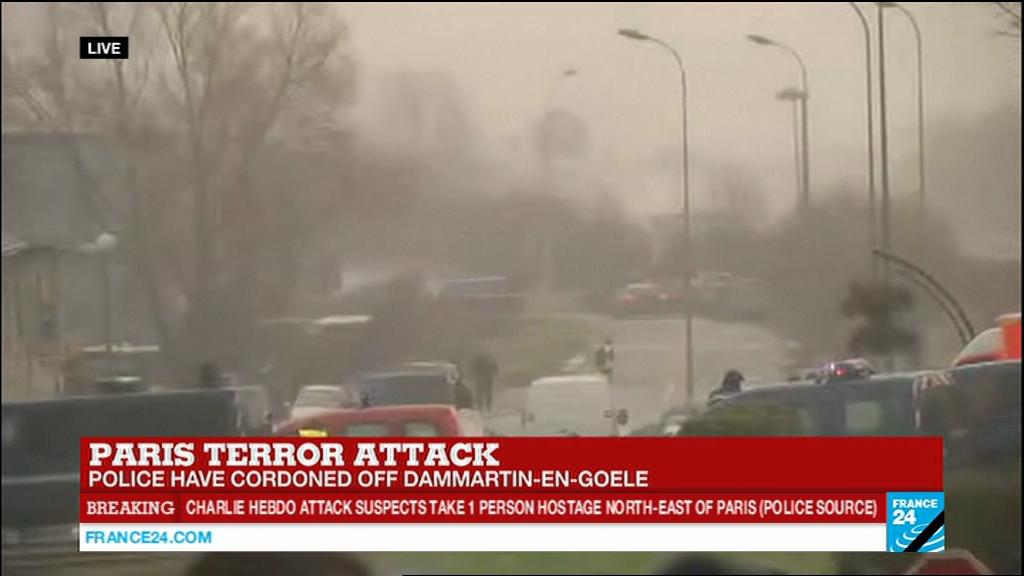 LIVE
PARIS TERROR ATTACK
POLICE HAVE CORDONED OFF DAMMARTIN-EN-GOELE
BREAKING CHARLIE HEBDO ATTACK SUSPECTS TAKE 1 PERSON HOSTAGE NORTH-EAST OF PARIS (POLICE SOURCE)
FRANCE
24
FRANCE24.COM